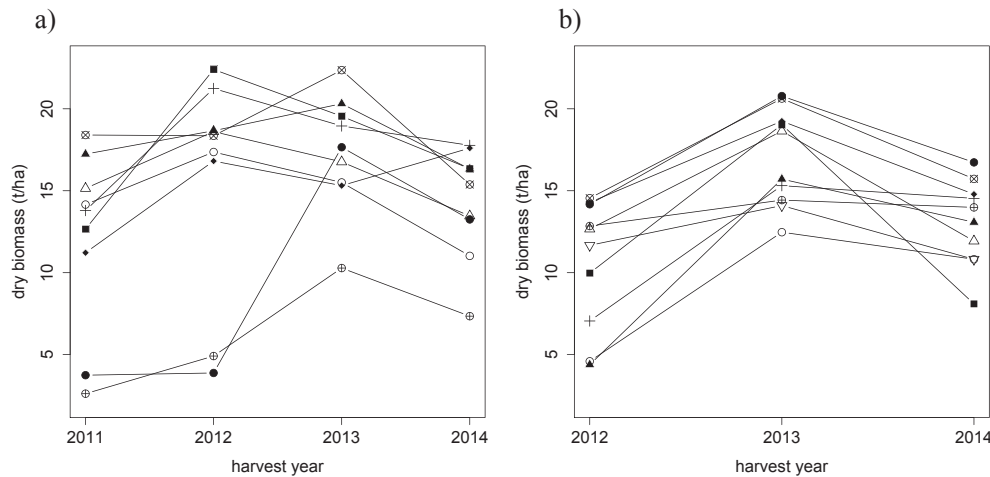 a)
dry biomass (t/ha)
20
15
10
5
2011 2012 2013 2014
harvest year
b)
dry biomass (t/ha)
20
15
10
5
2012 2013 2014
harvest year